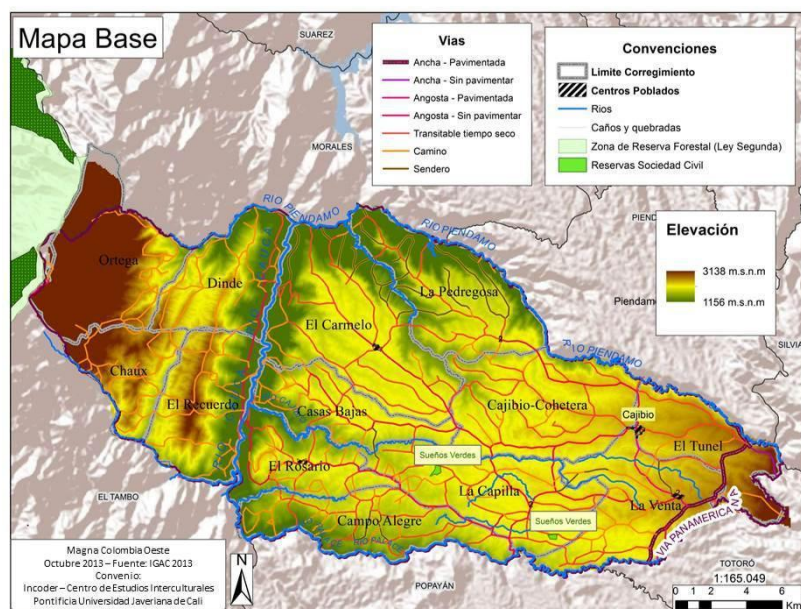 Mapa Base
SUAREZ
MORALES
Vias
Ancha - Pavimentada
Ancha - Sin pavimentar
Angosta - Pavimentada
Angosta - Sin pavimentar
Transitable tiempo seco
Camino
Sendero
Convenciones
Limite Corregimiento
Centros Poblados
Rios
Caños y quebradas
Zona de Reserva Forestal (Ley Segunda)
Reservas Sociedad Civil
Elevación
3138 m.s.n.m
1156 m.s.n.m
RIO PIENDAMO
RIO PIENDAMO
RIO PIENDAMO
SILVIA
Ortega
Dinde
La Pedregosa
El Carmelo
Chaux
El Recuerdo
Casas Bajas
Cajibio-Cohetera
Cajibio
El Tunel
El Rosario
Sueños Verdes
La Capilla
La Venta
Campo Alegre
Sueños Verdes
VIA PANAMERICANA
EL TAMBO
POPAYÁN
TOTORÓ
Magna Colombia Oeste
Octubre 2013 – Fuente: IGAC 2013
Convenio:
Incoder – Centro de Estudios Interculturales
Pontificia Universidad Javeriana de Cali
N
1:165.049
0 1 2 4 6
Km